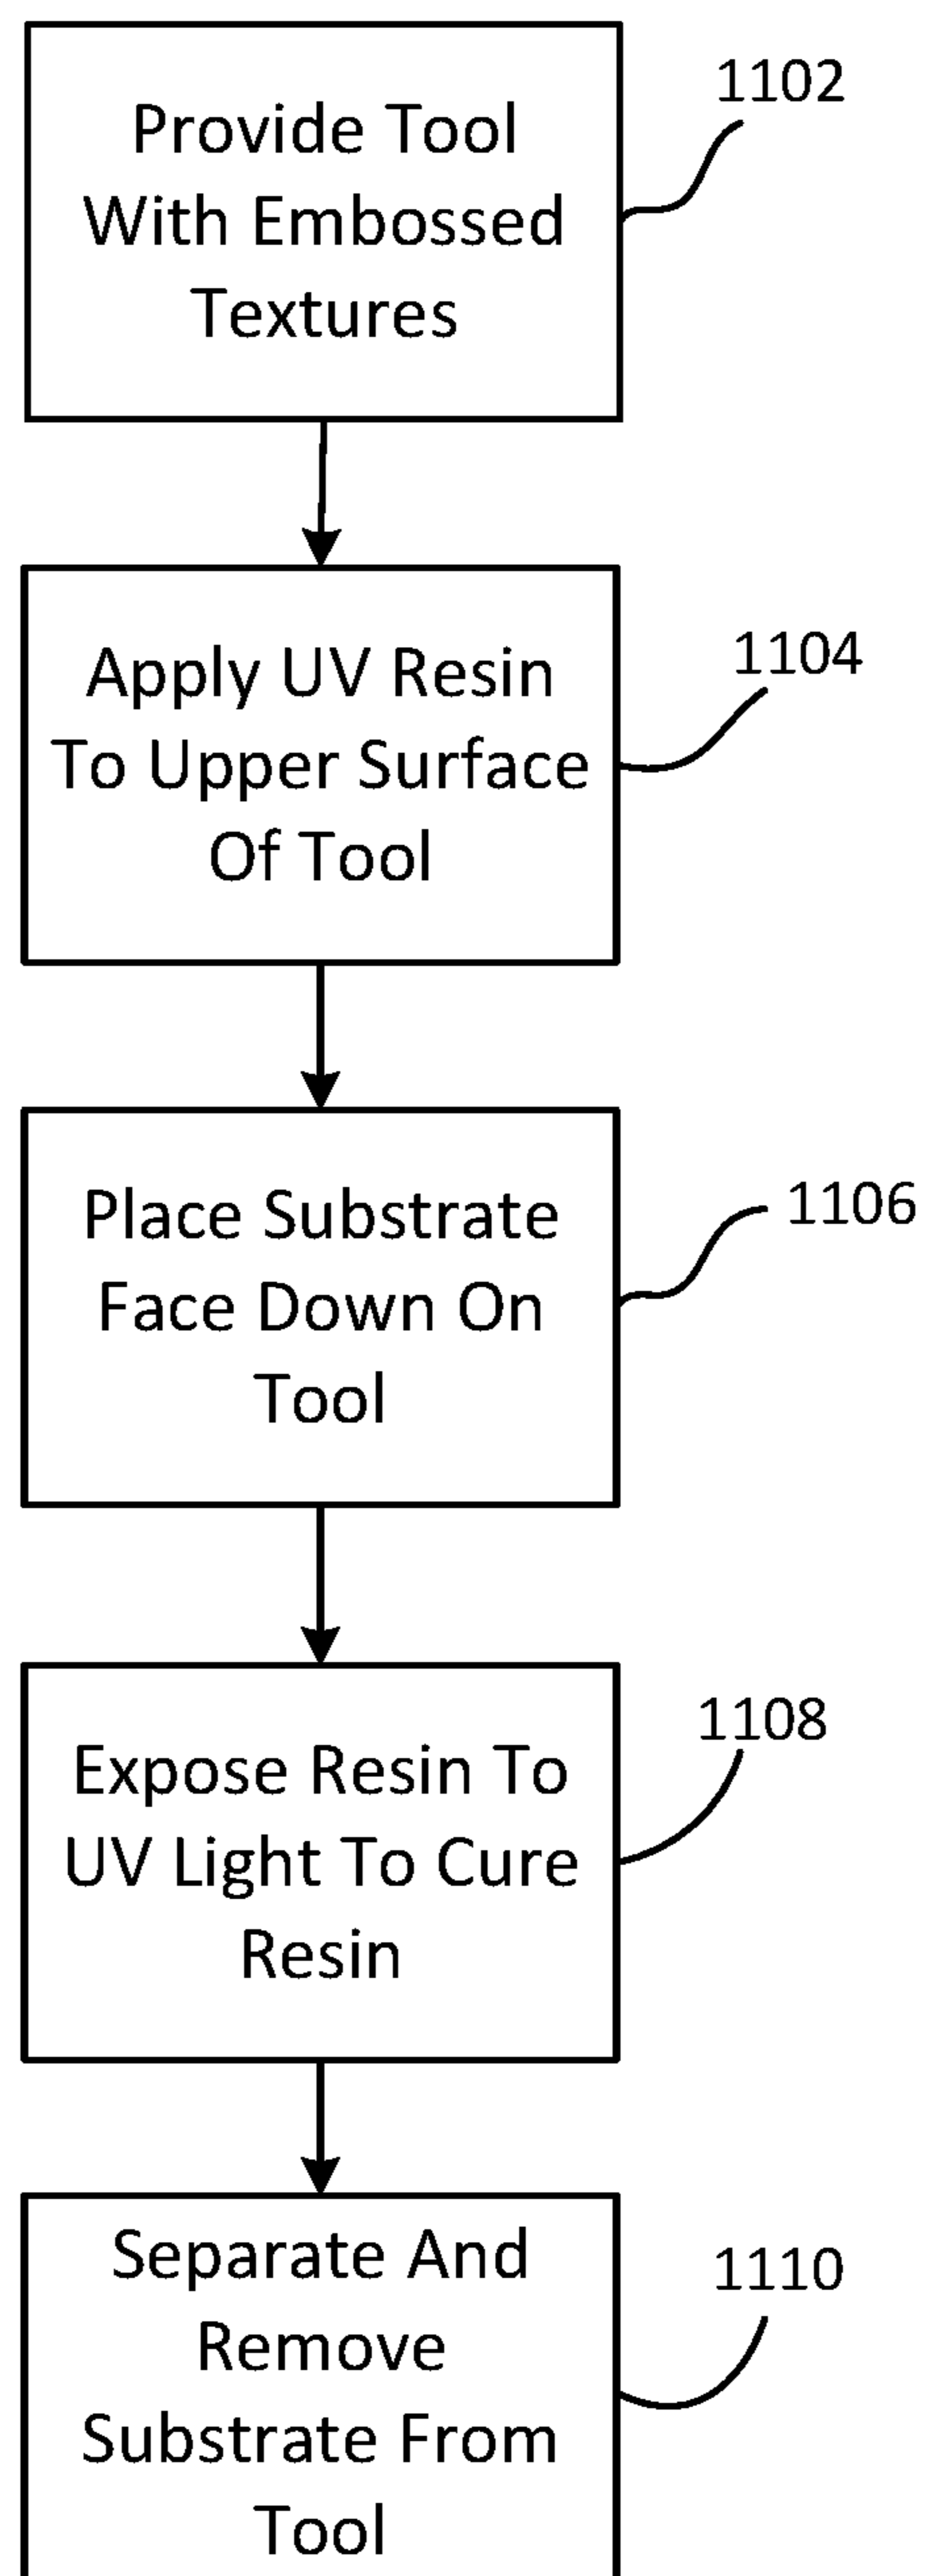 Provide Tool
With Embossed
Textures
1102
Apply UV Resin
To Upper Surface
Of Tool
1104
Place Substrate
Face Down On
Tool
1106
Expose Resin To
UV Light To Cure
Resin
1108
Separate And
Remove
Substrate From
Tool
1110